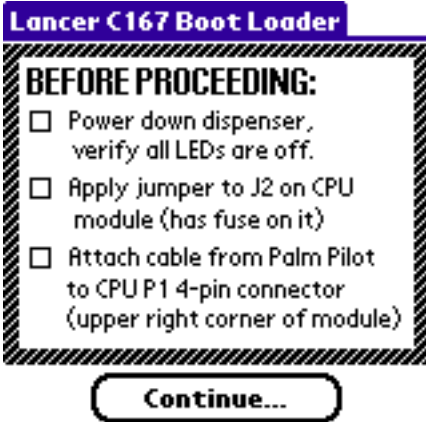 Lancer C167 Boot Loader
BEFORE PROCEEDING:
Power down dispenser,
verify all LEDs are off.
Apply jumper to J2 on CPU
module (has fuse on it)
Attach cable from Palm Pilot
to CPU P1 4-pin connector
(upper right corner of module)
Continue...